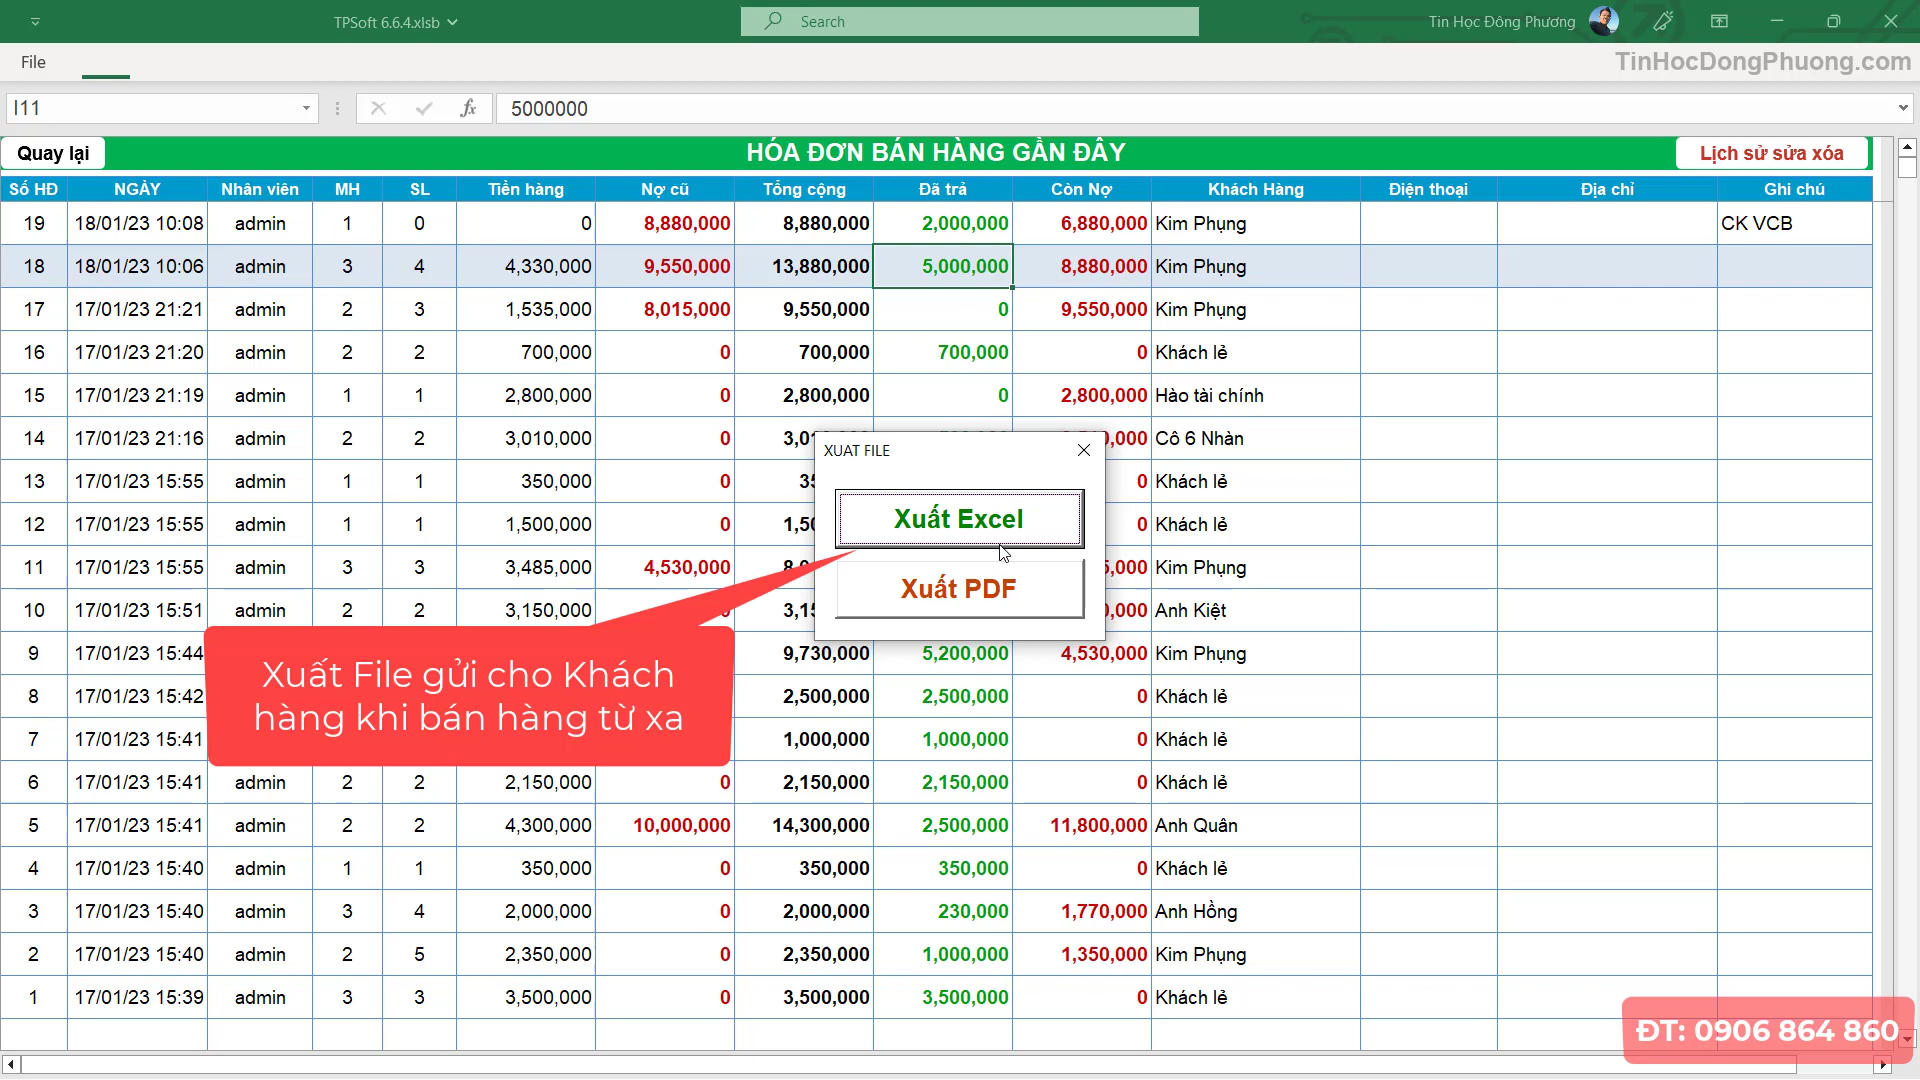 TPSoft 6.6.4.xlsb
Search
Tin Học Đông Phương
File
TinHocDongPhuong.com
I11
fx
5000000
Quay lại
HÓA ĐƠN BÁN HÀNG GẦN ĐÂY
Lịch sử sửa xóa
Số HĐ NGÀY Nhân viên MH SL Tiền hàng Nợ cũ Tổng cộng Đã trả Còn Nợ Khách Hàng Điện thoại Địa chỉ Ghi chú
19 18/01/23 10:08 admin 1 0 0 8,880,000 8,880,000 2,000,000 6,880,000 Kim Phụng CK VCB
18 18/01/23 10:06 admin 3 4 4,330,000 9,550,000 13,880,000 5,000,000 8,880,000 Kim Phụng
17 17/01/23 21:21 admin 2 3 1,535,000 8,015,000 9,550,000 0 9,550,000 Kim Phụng
16 17/01/23 21:20 admin 2 2 700,000 0 700,000 700,000 0 Khách lẻ
15 17/01/23 21:19 admin 1 1 2,800,000 0 2,800,000 0 2,800,000 Hào tài chính
14 17/01/23 21:16 admin 2 2 3,010,000 0 Cô 6 Nhàn
13 17/01/23 15:55 admin 1 1 350,000 0 0 Khách lẻ
12 17/01/23 15:55 admin 1 1 1,500,000 0 0 Khách lẻ
11 17/01/23 15:55 admin 3 3 3,485,000 4,530,000 Kim Phụng
10 17/01/23 15:51 admin 2 2 3,150,000 Anh Kiệt
9 17/01/23 15:44 9,730,000 5,200,000 4,530,000 Kim Phụng
8 17/01/23 15:42 2,500,000 2,500,000 0 Khách lẻ
7 17/01/23 15:41 1,000,000 1,000,000 0 Khách lẻ
6 17/01/23 15:41 admin 2 2 2,150,000 0 2,150,000 2,150,000 0 Khách lẻ
5 17/01/23 15:41 admin 2 2 4,300,000 10,000,000 14,300,000 2,500,000 11,800,000 Anh Quân
4 17/01/23 15:40 admin 1 1 350,000 0 350,000 350,000 0 Khách lẻ
3 17/01/23 15:40 admin 3 4 2,000,000 0 2,000,000 230,000 1,770,000 Anh Hồng
2 17/01/23 15:40 admin 2 5 2,350,000 0 2,350,000 1,000,000 1,350,000 Kim Phụng
1 17/01/23 15:39 admin 3 3 3,500,000 0 3,500,000 3,500,000 0 Khách lẻ
XUAT FILE
Xuất Excel
Xuất PDF
Xuất File gửi cho Khách
hàng khi bán hàng từ xa
ĐT: 0906 864 860